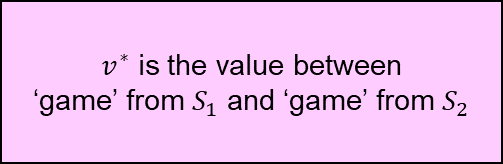 𝑣* is the value between
‘game’ from 𝑆₁ and ‘game’ from 𝑆₂